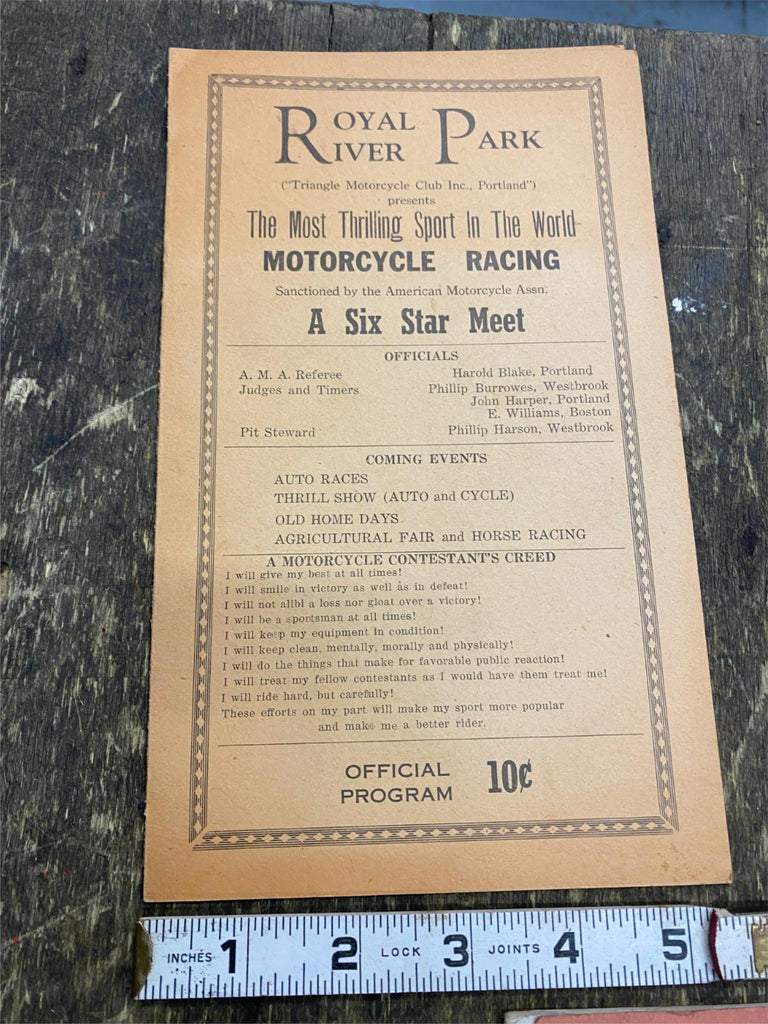 ROYAL RIVER PARK
("Triangle Motorcycle Club Inc., Portland")
presents
The Most Thrilling Sport In The World
MOTORCYCLE RACING
Sanctioned by the American Motorcycle Assn.
A Six Star Meet
OFFICIALS
A. M. A. Referee Harold Blake, Portland
Judges and Timers Phillip Burrowes, Westbrook
John Harper, Portland
E. Williams, Boston
Pit Steward Phillip Harson, Westbrook
COMING EVENTS
AUTO RACES
THRILL SHOW (AUTO and CYCLE)
OLD HOME DAYS
AGRICULTURAL FAIR and HORSE RACING
A MOTORCYCLE CONTESTANT'S CREED
I will give my best at all times!
I will smile in victory as well as in defeat!
I will not alibi a loss nor gloat over a victory!
I will be a sportsman at all times!
I will keep my equipment in condition!
I will keep clean, mentally, morally and physically!
I will do the things that make for favorable public reaction!
I will treat my fellow contestants as I would have them treat me!
I will ride hard, but carefully!
These efforts on my part will make my sport more popular
and make me a better rider.
OFFICIAL PROGRAM 10¢
INCHES 1 2 LOCK 3 JOINTS 4 5